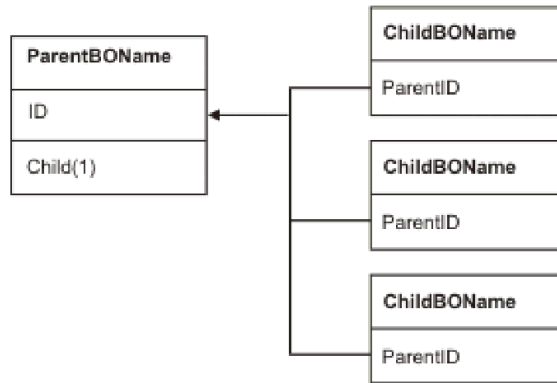 ParentBOName
ID
Child(1)
ChildBOName
ParentID
ChildBOName
ParentID
ChildBOName
ParentID